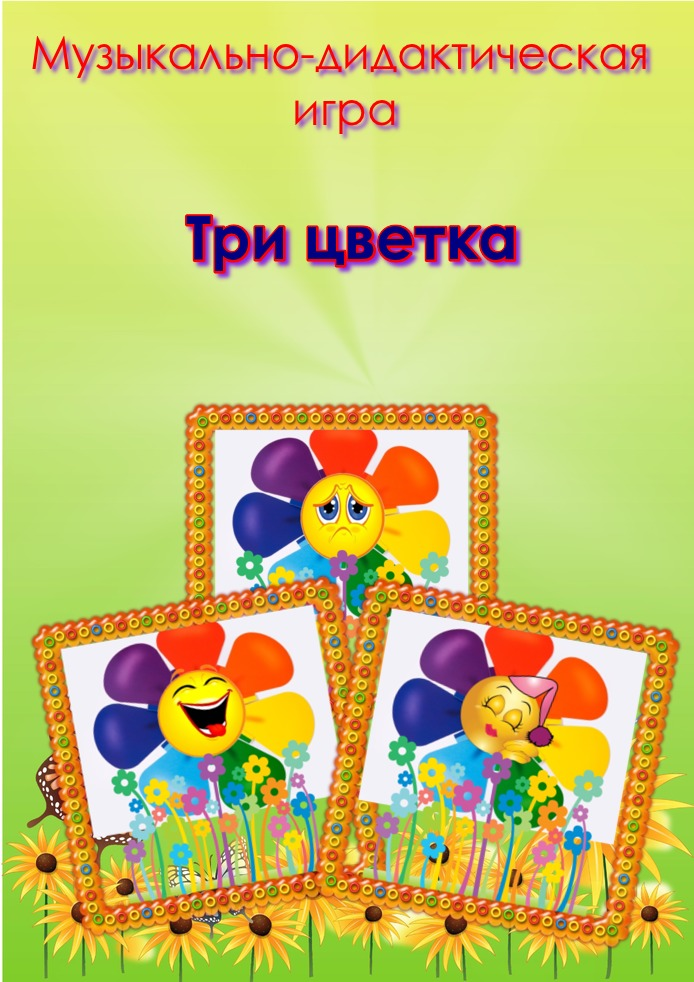 Музыкально-дидактическая
игра
Три цветка